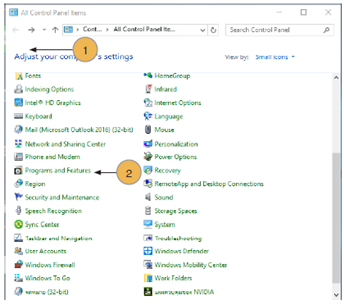 All Control Panel Items
Cont... All Control Panel Ite...
Search Control Panel
1
Adjust your computer's settings
View by: Small icons
Fonts
HomeGroup
Indexing Options
Infrared
Intel® HD Graphics
Internet Options
Keyboard
Language
Mail (Microsoft Outlook 2016) (32-bit)
Mouse
Network and Sharing Center
Personalization
Phone and Modem
Power Options
Programs and Features
2
Recovery
Region
RemoteApp and Desktop Connections
Security and Maintenance
Sound
Speech Recognition
Storage Spaces
Sync Center
System
Taskbar and Navigation
Troubleshooting
User Accounts
Windows Defender
Windows Firewall
Windows Mobility Center
Windows To Go
Work Folders
(32-bit)
NVIDIA